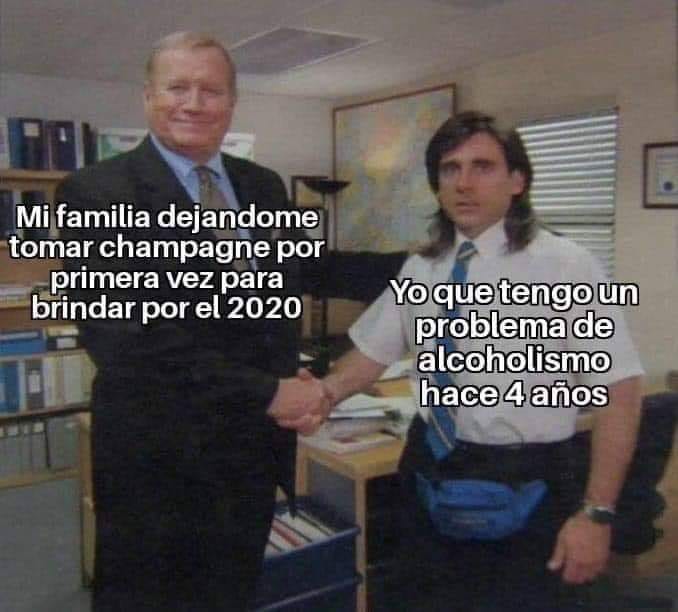 Mi familia dejandome
tomar champagne por
primera vez para
brindar por el 2020
Yo que tengo un
problema de
alcoholismo
hace 4 años